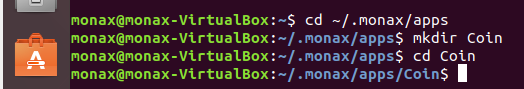 monax@monax-VirtualBox:~$ cd ~/.monax/apps
monax@monax-VirtualBox:~/.monax/apps$ mkdir Coin
monax@monax-VirtualBox:~/.monax/apps$ cd Coin
monax@monax-VirtualBox:~/.monax/apps/Coin$